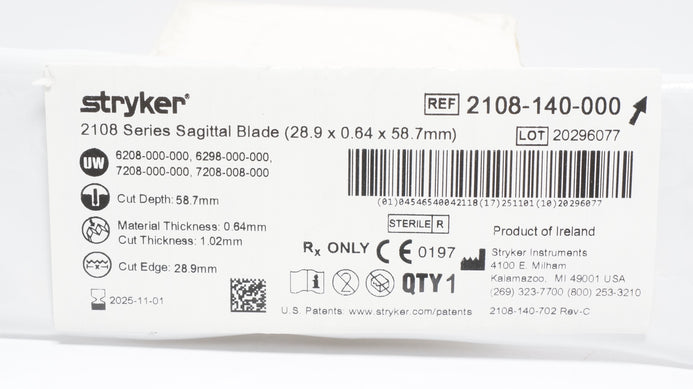 stryker®
REF 2108-140-000
2108 Series Sagittal Blade (28.9 x 0.64 x 58.7mm)
LOT 20296077
UW 6208-000-000, 6298-000-000,
7208-000-000, 7208-008-000
(01)04546540042118(17)251101(10)20296077
Cut Depth: 58.7mm
Material Thickness: 0.64mm
Cut Thickness: 1.02mm
STERILE R
Product of Ireland
Rx ONLY CE 0197
Stryker Instruments
4100 E. Milham
Kalamazoo, MI 49001 USA
(269) 323-7700 (800) 253-3210
Cut Edge: 28.9mm
QTY 1
2025-11-01
U.S. Patents: www.stryker.com/patents
2108-140-702 Rev-C